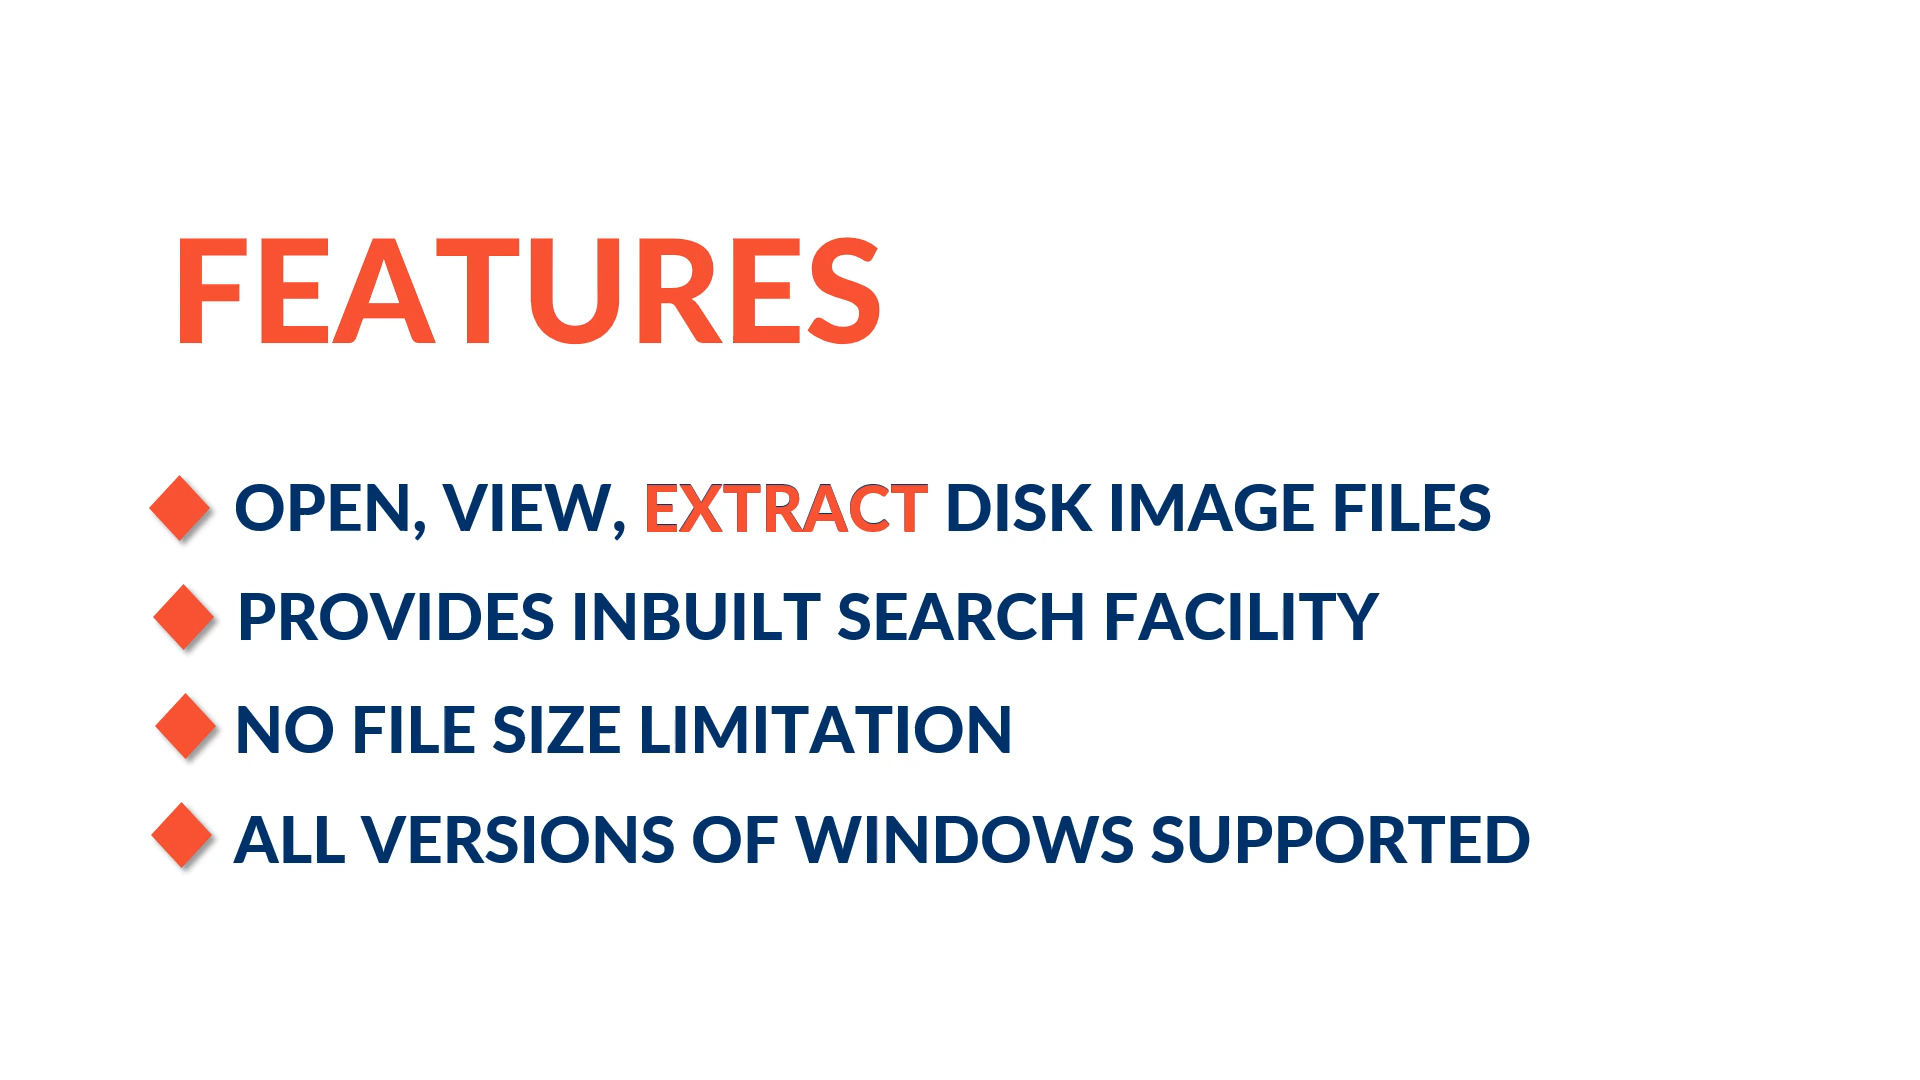 FEATURES
OPEN, VIEW, EXTRACT DISK IMAGE FILES
PROVIDES INBUILT SEARCH FACILITY
NO FILE SIZE LIMITATION
ALL VERSIONS OF WINDOWS SUPPORTED